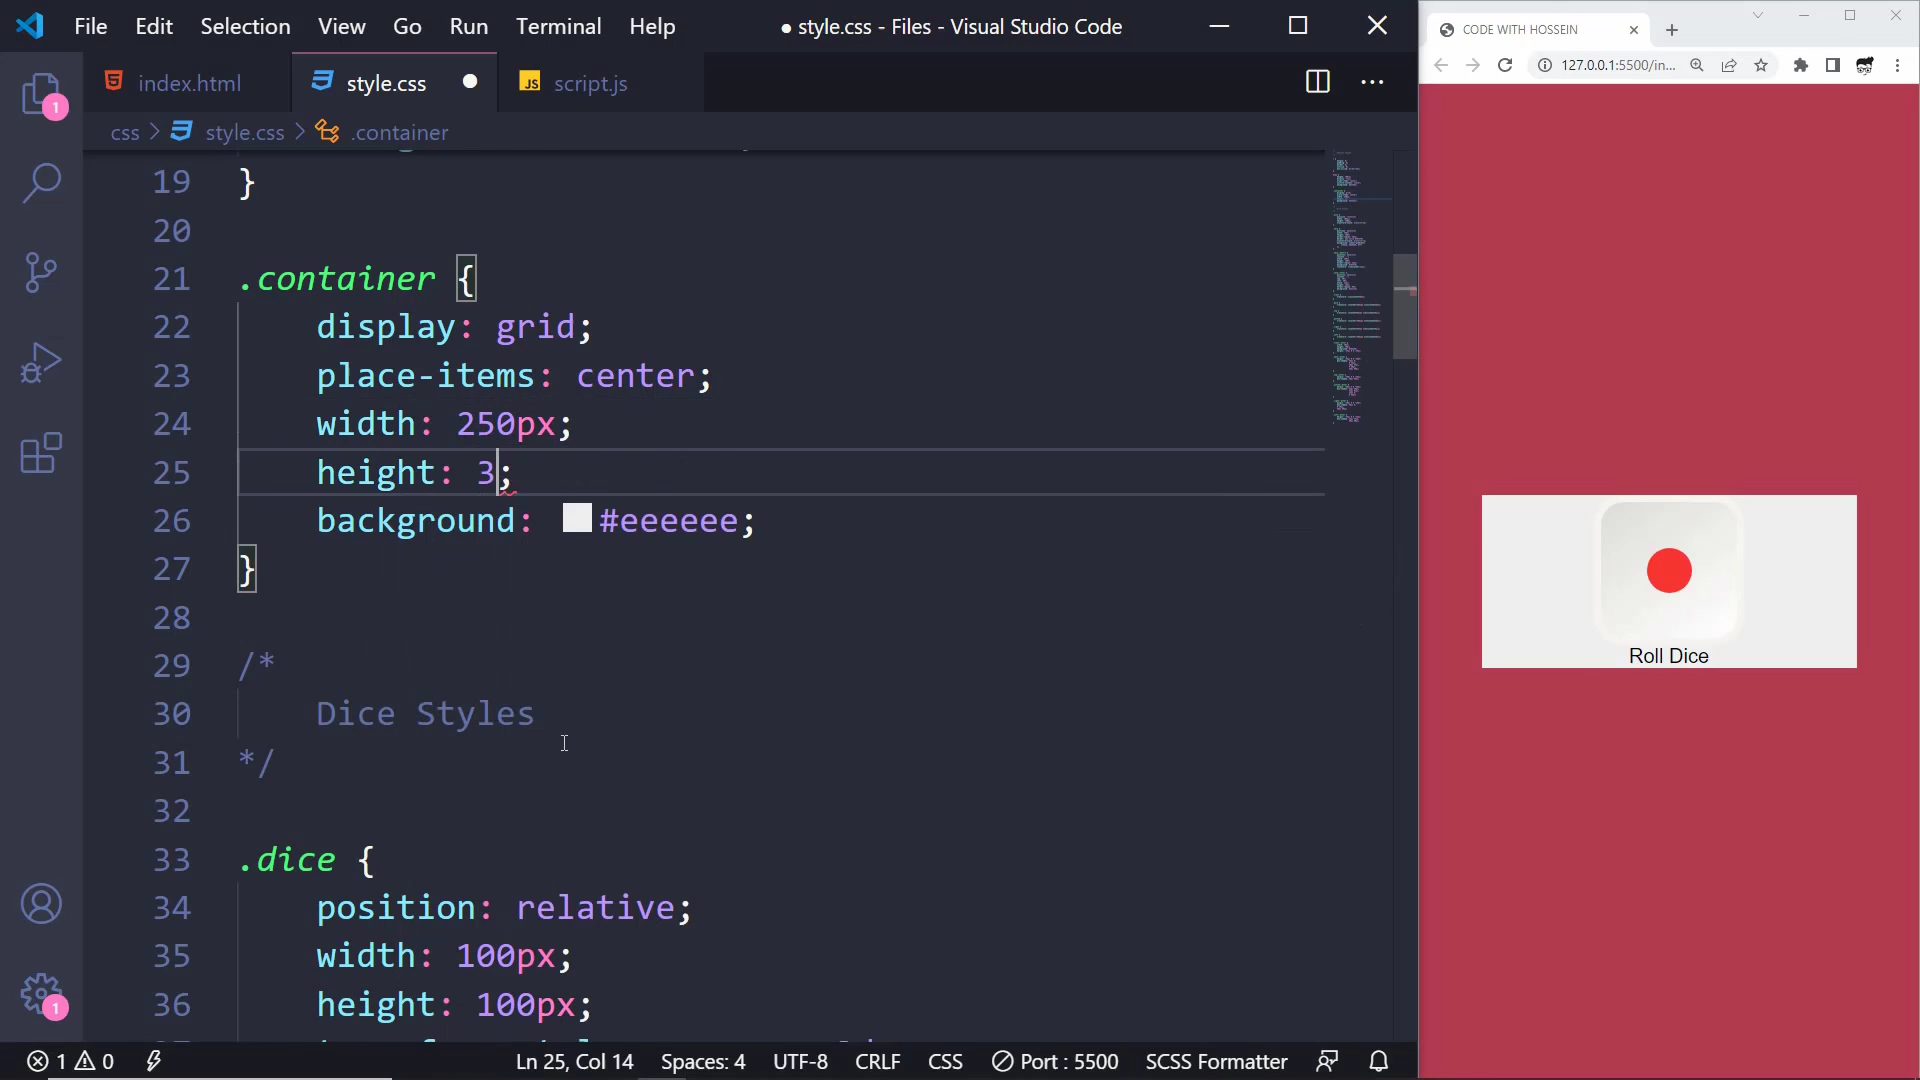 File Edit Selection View Go Run Terminal Help ● style.css - Files - Visual Studio Code
index.html style.css ● JS script.js
css > style.css > .container
19 }
20
21 .container {
22 display: grid;
23 place-items: center;
24 width: 250px;
25 height: 3;
26 background: #eeeeee;
27 }
28
29 /*
30 Dice Styles
31 */
32
33 .dice {
34 position: relative;
35 width: 100px;
36 height: 100px;
1
1
1 0 Ln 25, Col 14 Spaces: 4 UTF-8 CRLF CSS Port : 5500 SCSS Formatter
CODE WITH HOSSEIN
127.0.0.1:5500/in...
Roll Dice